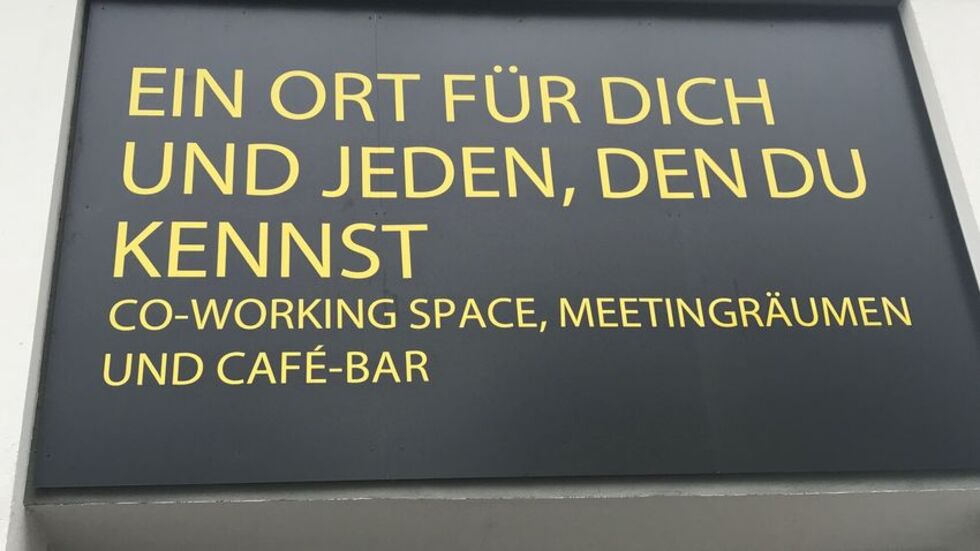 EIN ORT FÜR DICH
UND JEDEN, DEN DU
KENNST
CO-WORKING SPACE, MEETINGRÄUMEN
UND CAFÉ-BAR